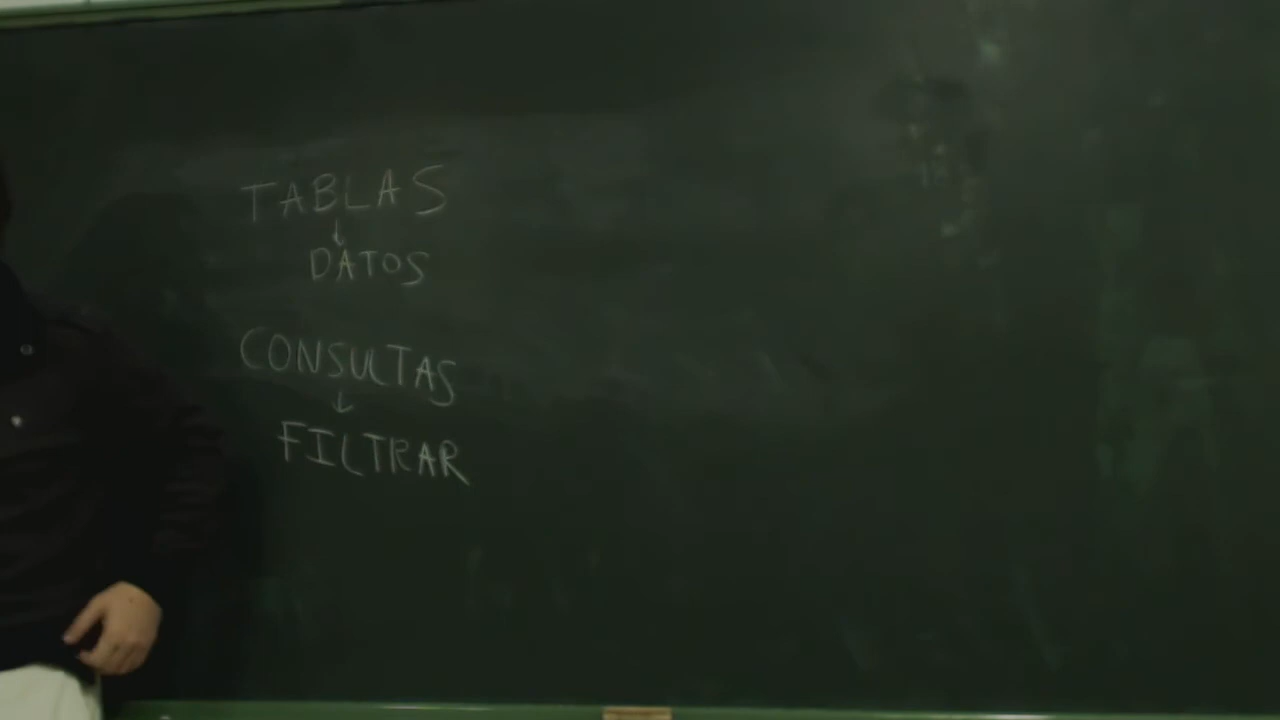 TABLAS
↓
DATOS
CONSULTAS
↓
FILTRAR